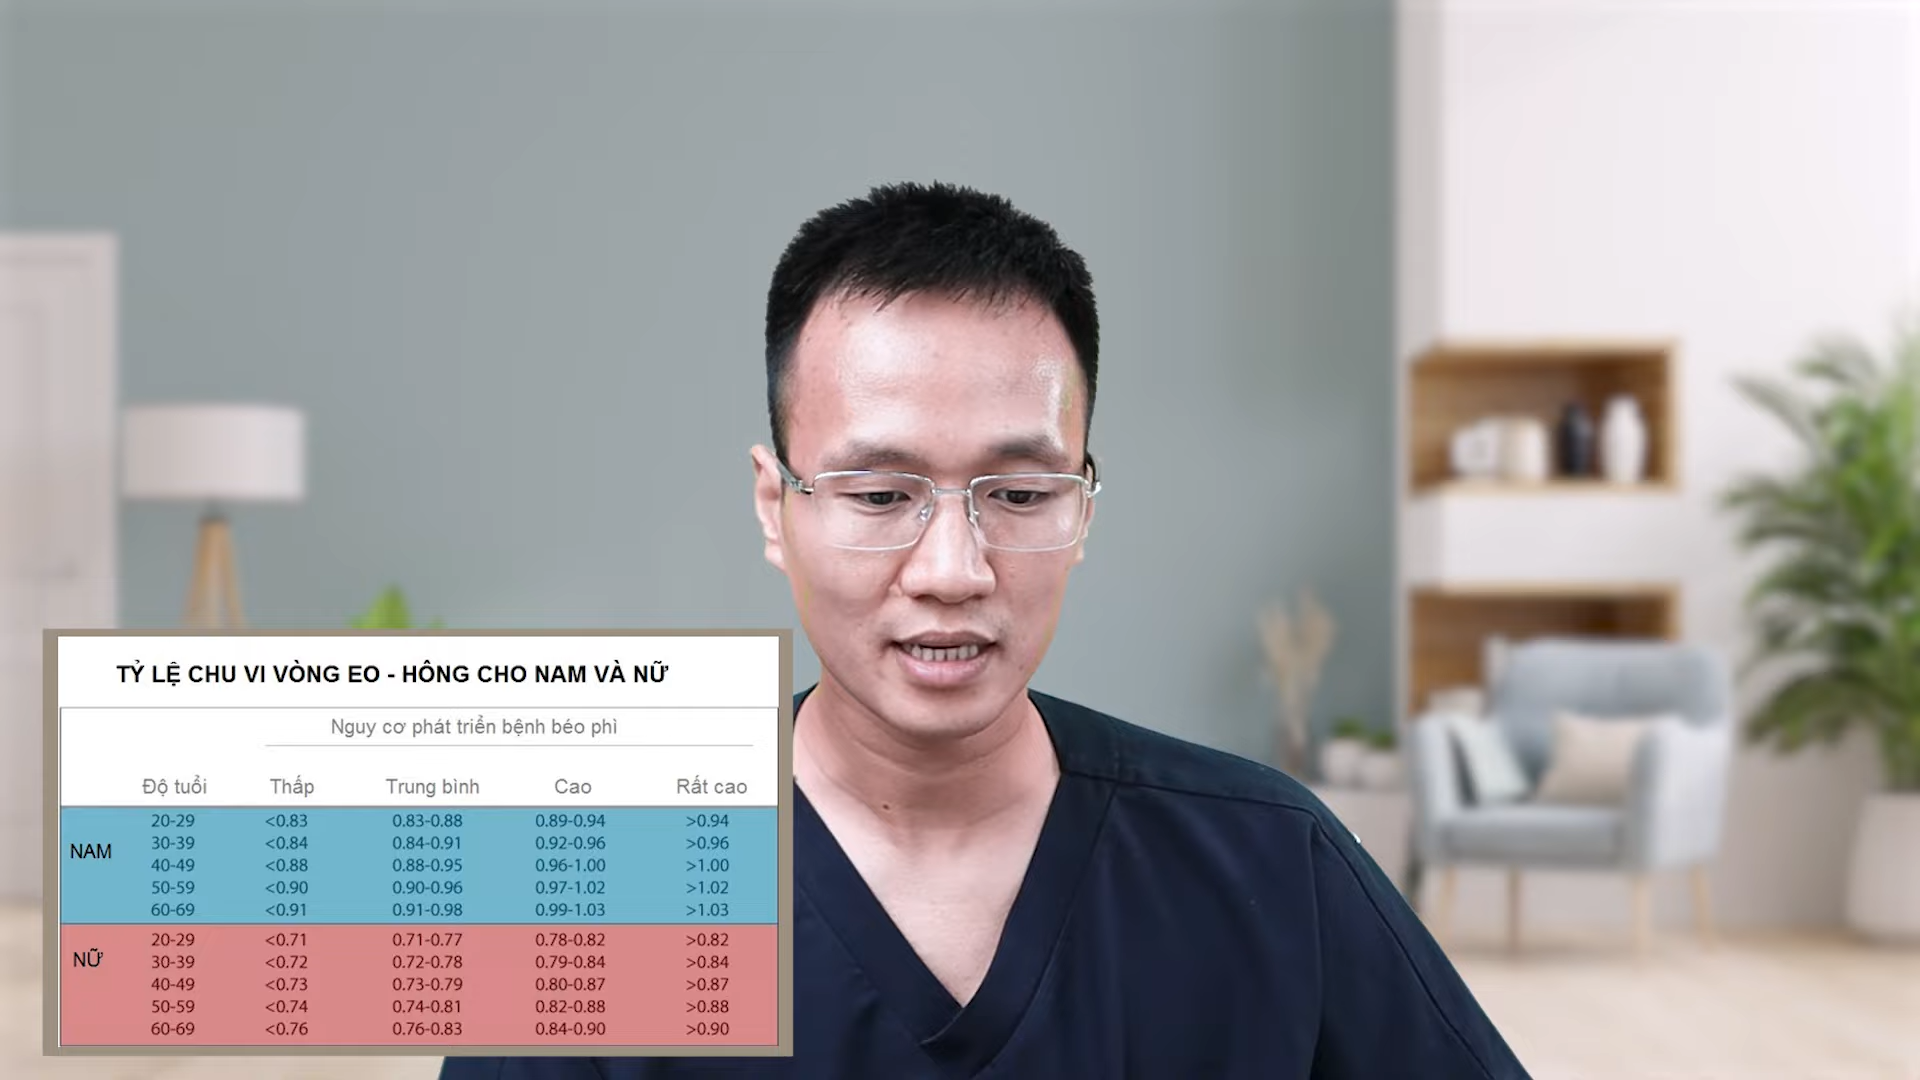 TỶ LỆ CHU VI VÒNG EO - HÔNG CHO NAM VÀ NỮ
Nguy cơ phát triển bệnh béo phì
Độ tuổi Thấp Trung bình Cao Rất cao
NAM
20-29 <0.83 0.83-0.88 0.89-0.94 >0.94
30-39 <0.84 0.84-0.91 0.92-0.96 >0.96
40-49 <0.88 0.88-0.95 0.96-1.00 >1.00
50-59 <0.90 0.90-0.96 0.97-1.02 >1.02
60-69 <0.91 0.91-0.98 0.99-1.03 >1.03
NỮ
20-29 <0.71 0.71-0.77 0.78-0.82 >0.82
30-39 <0.72 0.72-0.78 0.79-0.84 >0.84
40-49 <0.73 0.73-0.79 0.80-0.87 >0.87
50-59 <0.74 0.74-0.81 0.82-0.88 >0.88
60-69 <0.76 0.76-0.83 0.84-0.90 >0.90